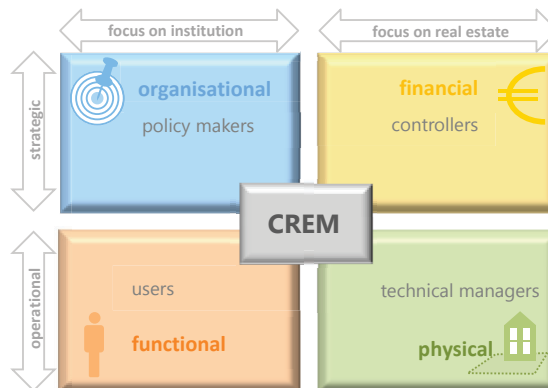 focus on institution
focus on real estate
strategic
organisational
policy makers
financial
controllers
CREM
operational
users
functional
technical managers
physical